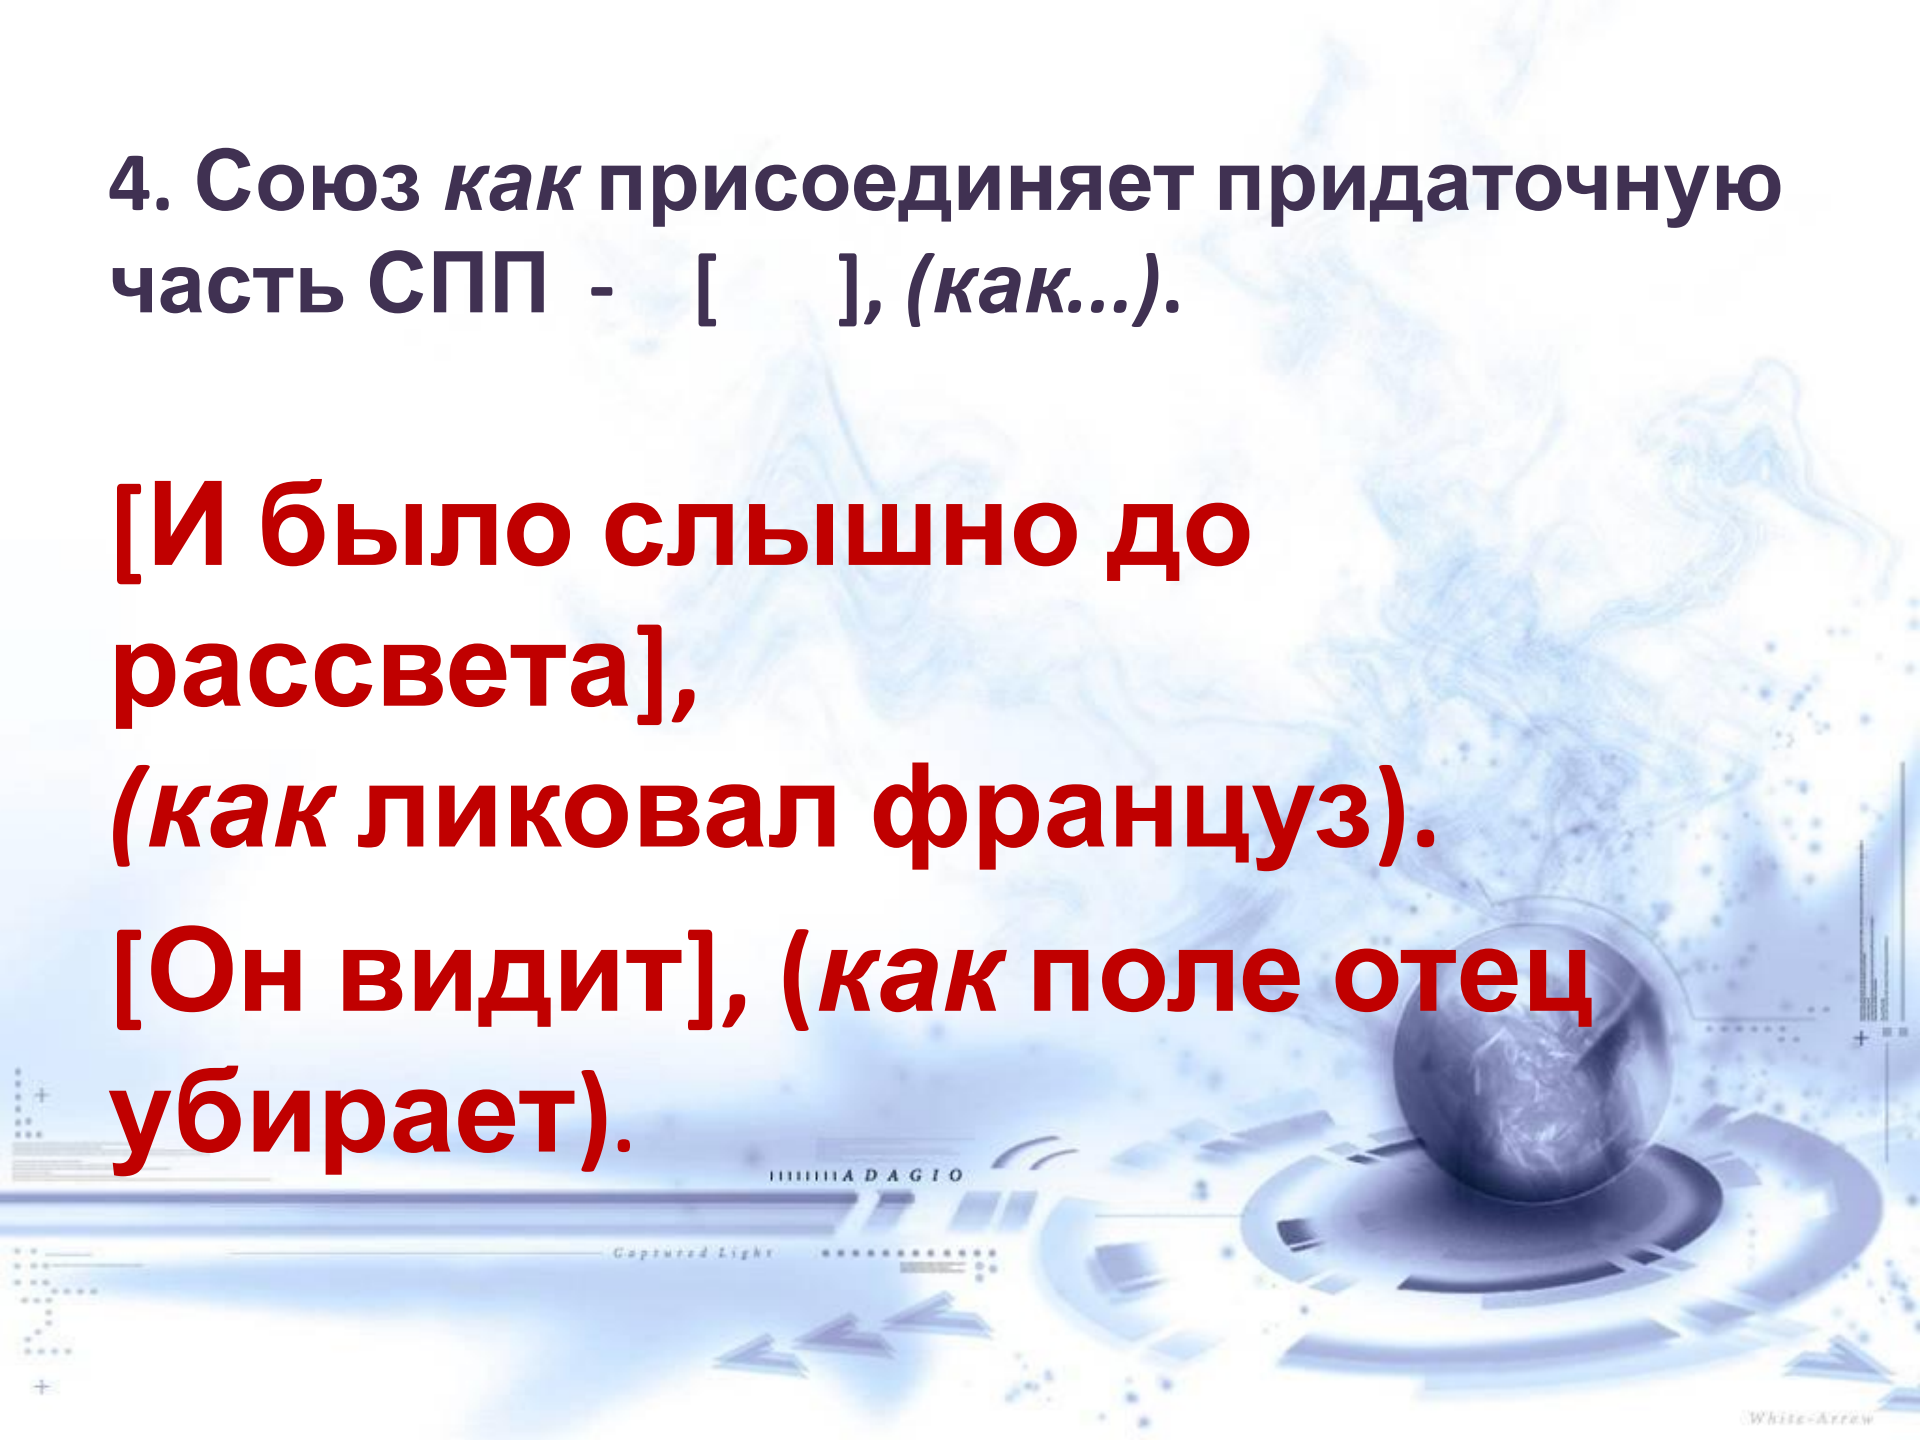 4. Союз как присоединяет придаточную
часть СПП - [ ], (как...).
[И было слышно до
рассвета],
(как ликовал француз).
[Он видит], (как поле отец
убирает).
ADAGIO
Captured Light
White-Arrow